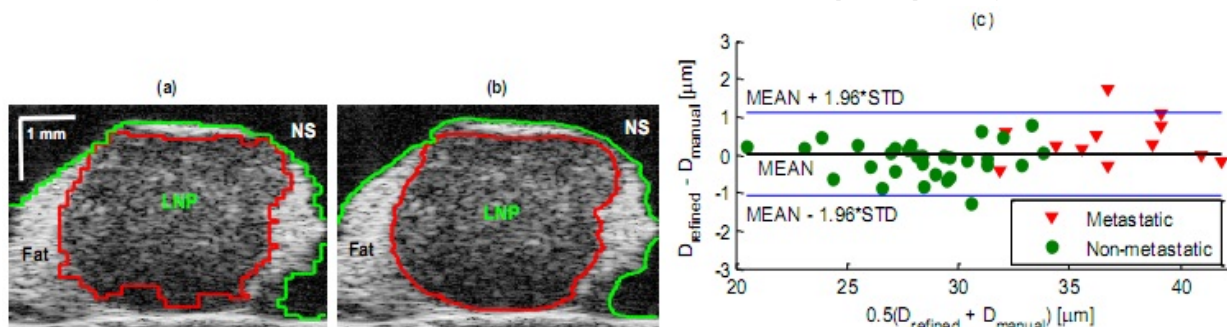 (a)
1 mm
NS
LNP
Fat
(b)
NS
LNP
Fat
(c)
D_refined - D_manual [μm]
3
2
1
0
-1
-2
-3
MEAN + 1.96*STD
MEAN
MEAN - 1.96*STD
Metastatic
Non-metastatic
20 25 30 35 40
0.5(D_refined + D_manual) [μm]